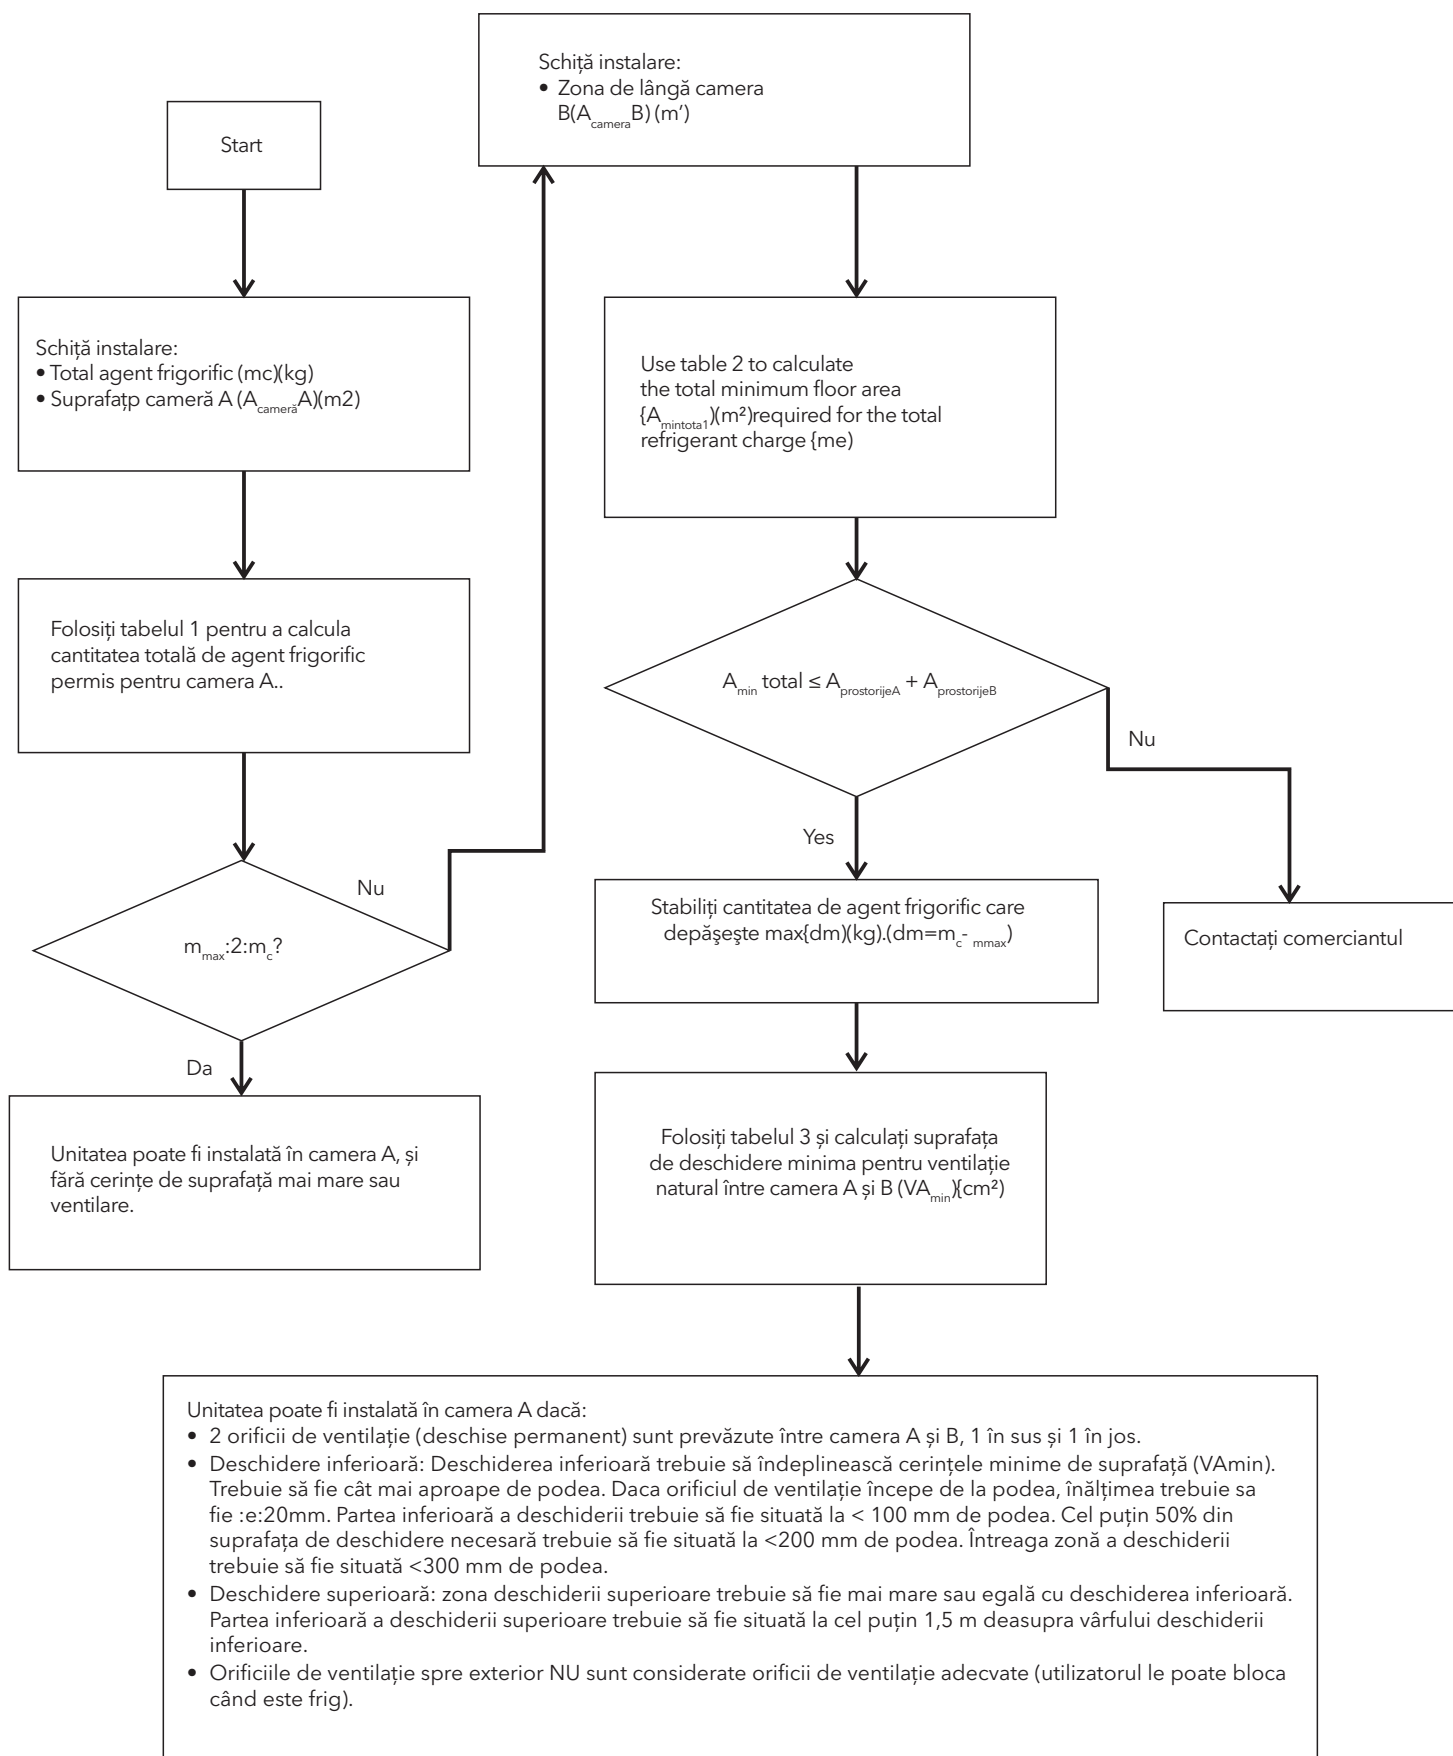 Start
Schiță instalare:
• Total agent frigorific (mc)(kg)
• Suprafațp cameră A (A_cameră A)(m2)
Folosiți tabelul 1 pentru a calcula
cantitatea totală de agent frigorific
permis pentru camera A..
m_max:2:m_c?
Nu
Da
Unitatea poate fi instalată în camera A, și
fără cerințe de suprafață mai mare sau
ventilare.
Schiță instalare:
• Zona de lângă camera
B(A_camera B) (m’)
Use table 2 to calculate
the total minimum floor area
{A_mintota1)(m²)required for the total
refrigerant charge {me)
A_min total ≤ A_prostorijeA + A_prostorijeB
Nu
Yes
Contactați comerciantul
Stabiliți cantitatea de agent frigorific care
depăşeşte max{dm)(kg).(dm=m_c-_mmax)
Folosiți tabelul 3 și calculați suprafața
de deschidere minima pentru ventilație
natural între camera A și B (VA_min){cm²)
Unitatea poate fi instalată în camera A dacă:
• 2 orificii de ventilație (deschise permanent) sunt prevăzute între camera A și B, 1 în sus și 1 în jos.
• Deschidere inferioară: Deschiderea inferioară trebuie să îndeplinească cerințele minime de suprafață (VAmin).
Trebuie să fie cât mai aproape de podea. Daca orificiul de ventilație începe de la podea, înălțimea trebuie sa
fie :e:20mm. Partea inferioară a deschiderii trebuie să fie situată la < 100 mm de podea. Cel puțin 50% din
suprafața de deschidere necesară trebuie să fie situată la <200 mm de podea. Întreaga zonă a deschiderii
trebuie să fie situată <300 mm de podea.
• Deschidere superioară: zona deschiderii superioare trebuie să fie mai mare sau egală cu deschiderea inferioară.
Partea inferioară a deschiderii superioare trebuie să fie situată la cel puțin 1,5 m deasupra vârfului deschiderii
inferioare.
• Orificiile de ventilație spre exterior NU sunt considerate orificii de ventilație adecvate (utilizatorul le poate bloca
când este frig).